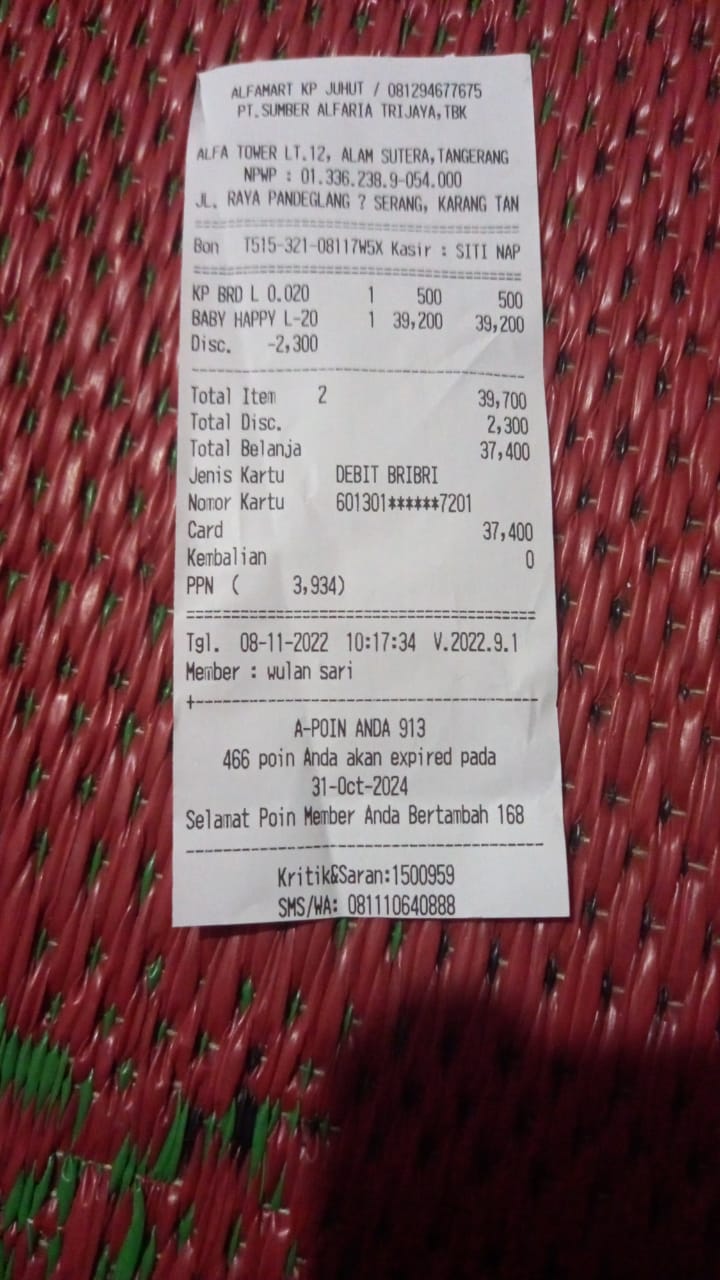 ALFAMART KP JUHUT / 081294677675
PT.SUMBER ALFARIA TRIJAYA,TBK
ALFA TOWER LT.12, ALAM SUTERA,TANGERANG
NPWP : 01.336.238.9-054.000
JL. RAYA PANDEGLANG ? SERANG, KARANG TAN
Bon T515-321-08117W5X Kasir : SITI NAP
KP BRD L 0.020 1 500 500
BABY HAPPY L-20 1 39,200 39,200
Disc. -2,300
Total Item 2 39,700
Total Disc. 2,300
Total Belanja 37,400
Jenis Kartu DEBIT BRIBRI
Nomor Kartu 601301******7201
Card 37,400
Kembalian 0
PPN ( 3,934)
Tgl. 08-11-2022 10:17:34 V.2022.9.1
Member : wulan sari
A-POIN ANDA 913
466 poin Anda akan expired pada
31-Oct-2024
Selamat Poin Member Anda Bertambah 168
Kritik&Saran:1500959
SMS/WA: 081110640888